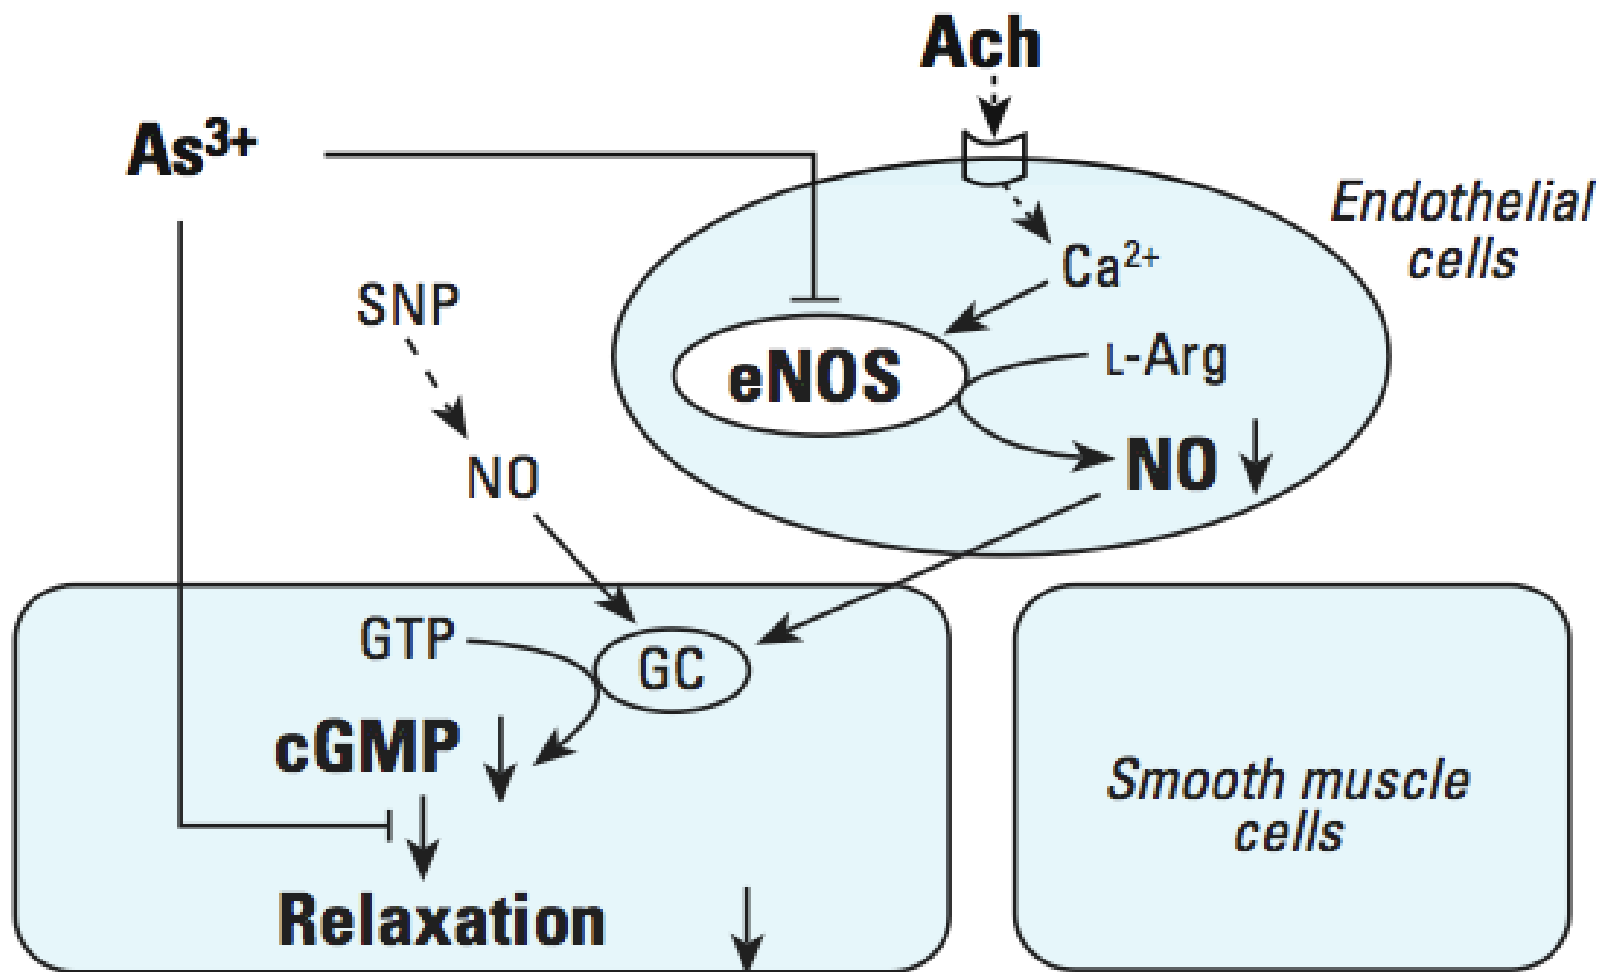 Ach
As³⁺
Endothelial
cells
Ca²⁺
SNP
L-Arg
eNOS
NO
NO
GTP
GC
cGMP
Smooth muscle
cells
Relaxation